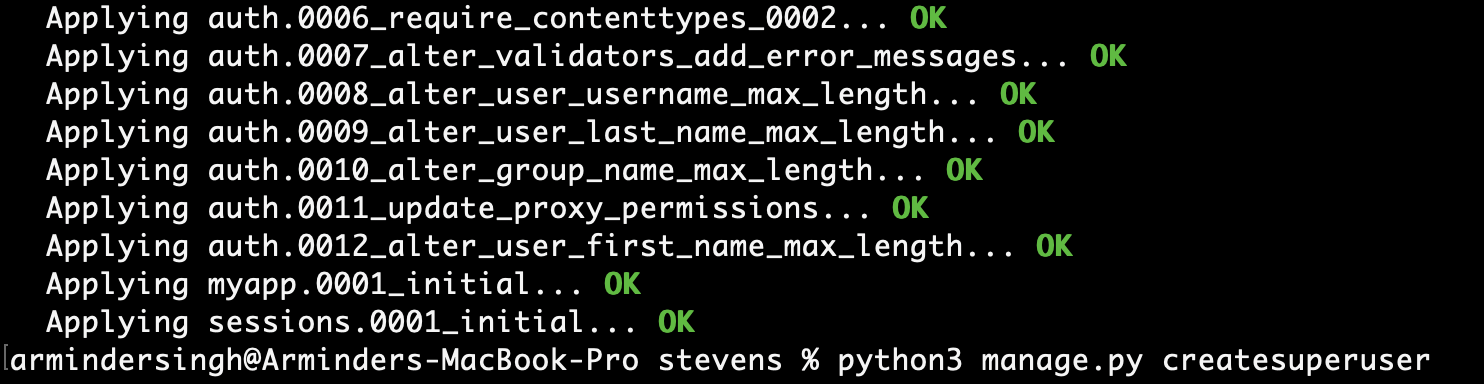 Applying auth.0006_require_contenttypes_0002... OK
Applying auth.0007_alter_validators_add_error_messages... OK
Applying auth.0008_alter_user_username_max_length... OK
Applying auth.0009_alter_user_last_name_max_length... OK
Applying auth.0010_alter_group_name_max_length... OK
Applying auth.0011_update_proxy_permissions... OK
Applying auth.0012_alter_user_first_name_max_length... OK
Applying myapp.0001_initial... OK
Applying sessions.0001_initial... OK
[armindersingh@Arminders-MacBook-Pro stevens % python3 manage.py createsuperuser